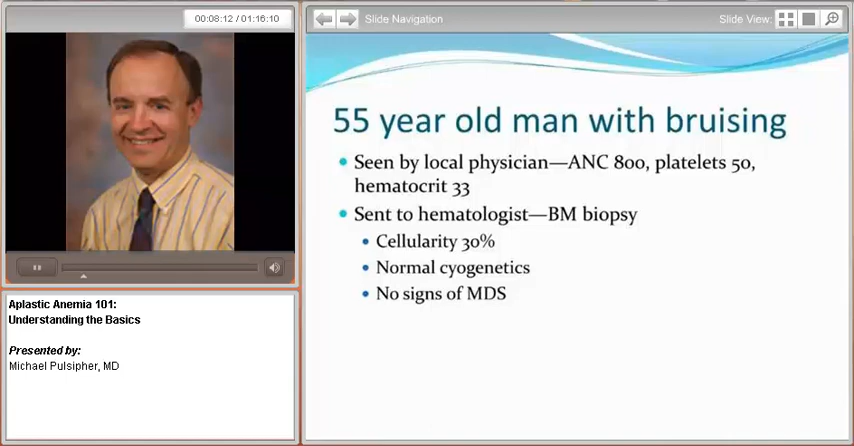 00:08:12 / 01:16:10
Slide Navigation
Slide View:
55 year old man with bruising
Seen by local physician—ANC 800, platelets 50,
hematocrit 33
Sent to hematologist—BM biopsy
Cellularity 30%
Normal cyogenetics
No signs of MDS
Aplastic Anemia 101:
Understanding the Basics
Presented by:
Michael Pulsipher, MD